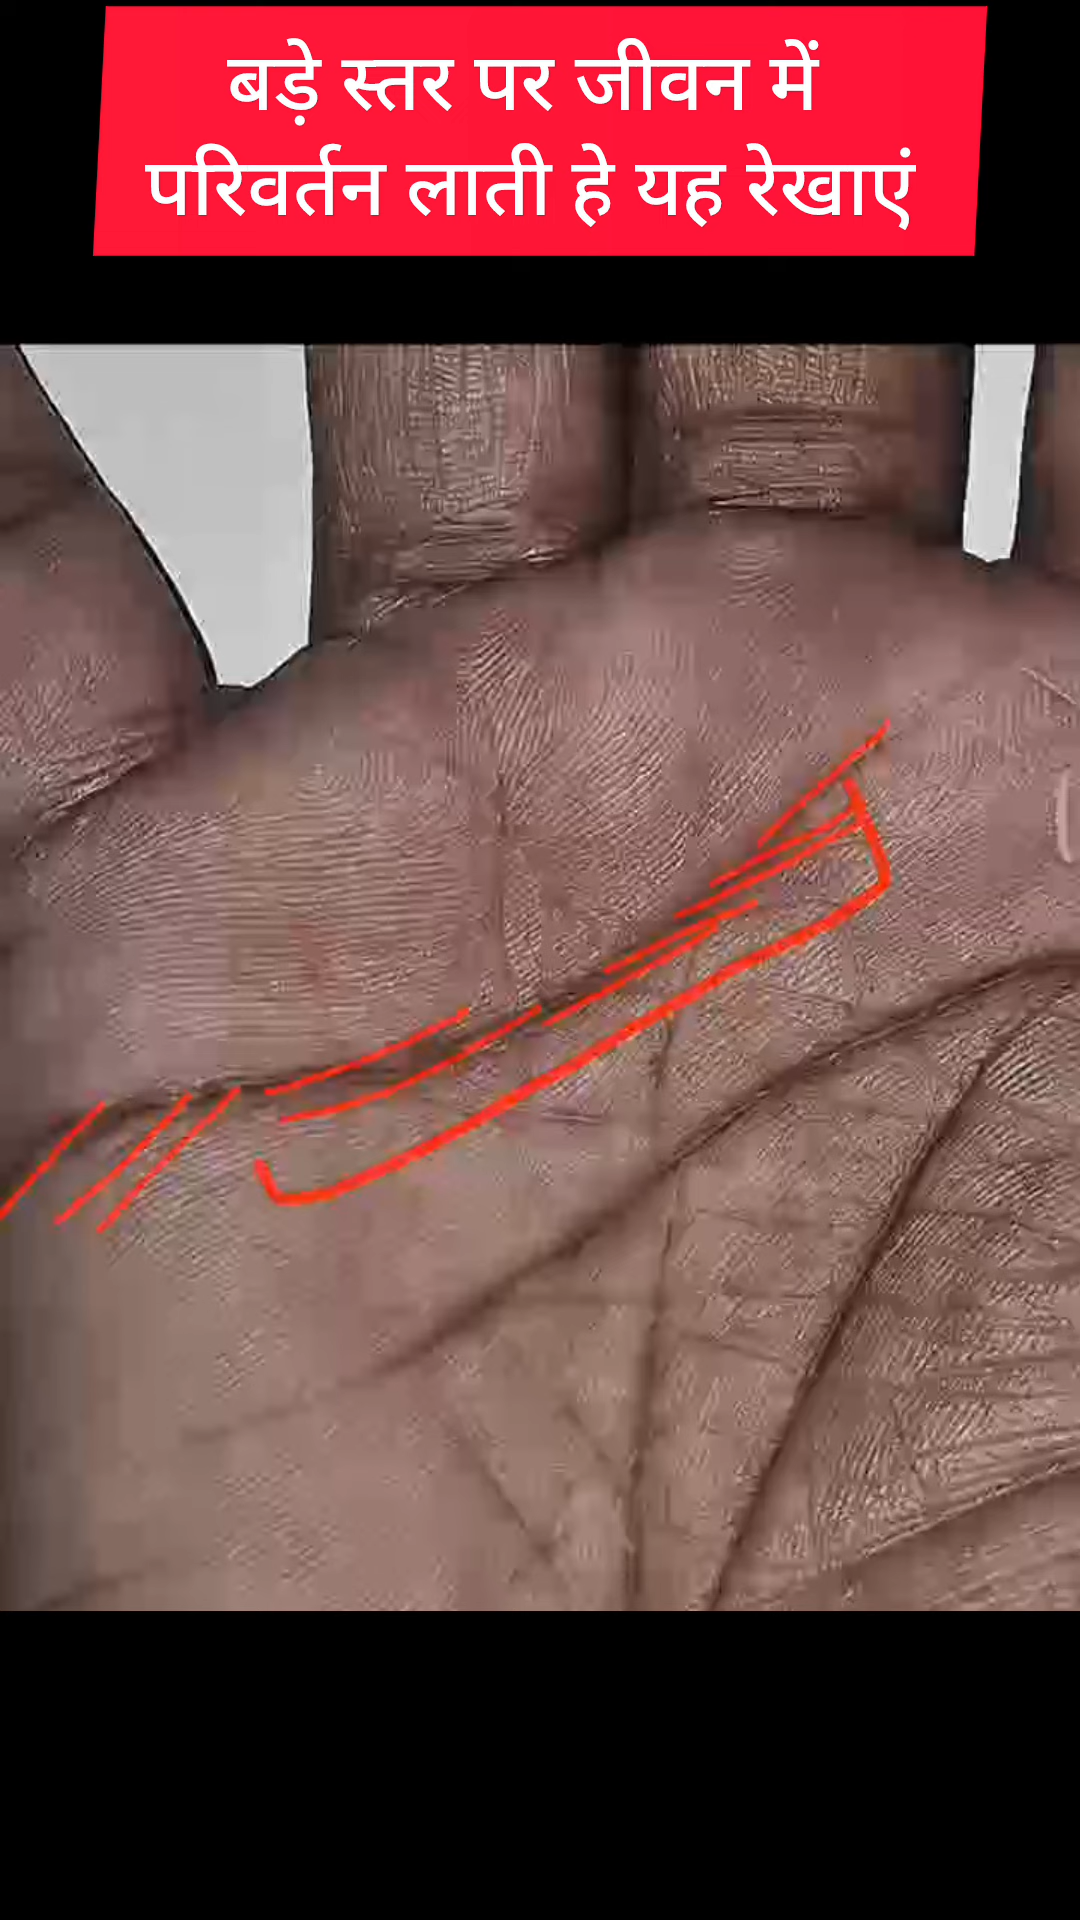 बड़े स्तर पर जीवन में
परिवर्तन लाती हे यह रेखाएं